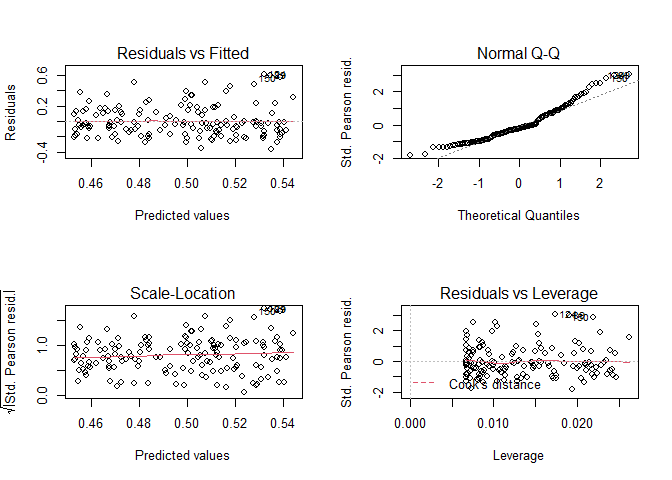 Residuals vs Fitted
Residuals
-0.4
0.2
0.6
150
0.46
0.48
0.50
0.52
0.54
Predicted values
Normal Q-Q
Std. Pearson resid.
-2
0
2
-2
-1
0
1
2
Theoretical Quantiles
Scale-Location
√|Std. Pearson resid.|
0.0
1.0
150
0.46
0.48
0.50
0.52
0.54
Predicted values
Residuals vs Leverage
Std. Pearson resid.
-2
0
2
150
Cook's distance
0.000
0.010
0.020
Leverage